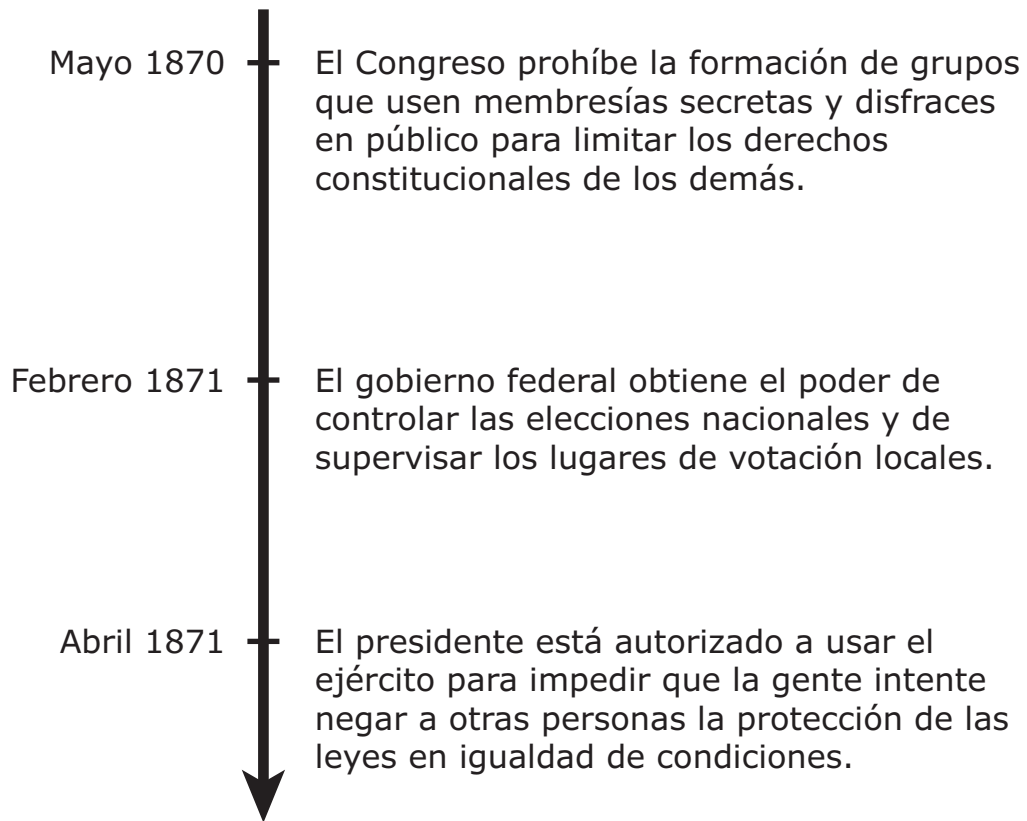 Mayo 1870
El Congreso prohíbe la formación de grupos
que usen membresías secretas y disfraces
en público para limitar los derechos
constitucionales de los demás.
Febrero 1871
El gobierno federal obtiene el poder de
controlar las elecciones nacionales y de
supervisar los lugares de votación locales.
Abril 1871
El presidente está autorizado a usar el
ejército para impedir que la gente intente
negar a otras personas la protección de las
leyes en igualdad de condiciones.